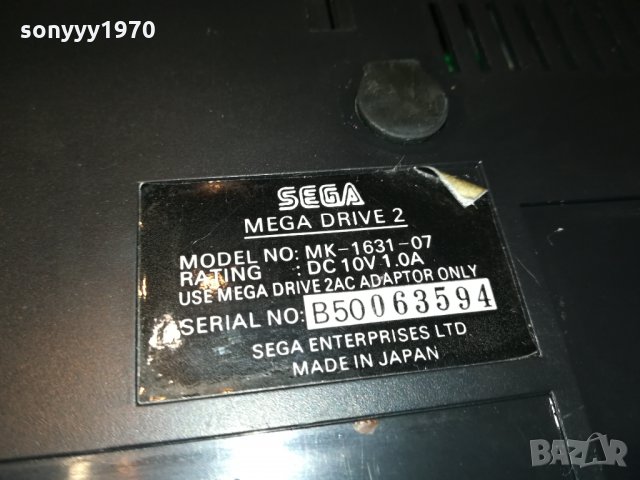 sonyyy1970
SEGA
MEGA DRIVE 2
MODEL NO: MK-1631-07
RATING : DC 10V 1.0A
USE MEGA DRIVE 2AC ADAPTOR ONLY
SERIAL NO: B50063594
SEGA ENTERPRISES LTD
MADE IN JAPAN
BAZAR